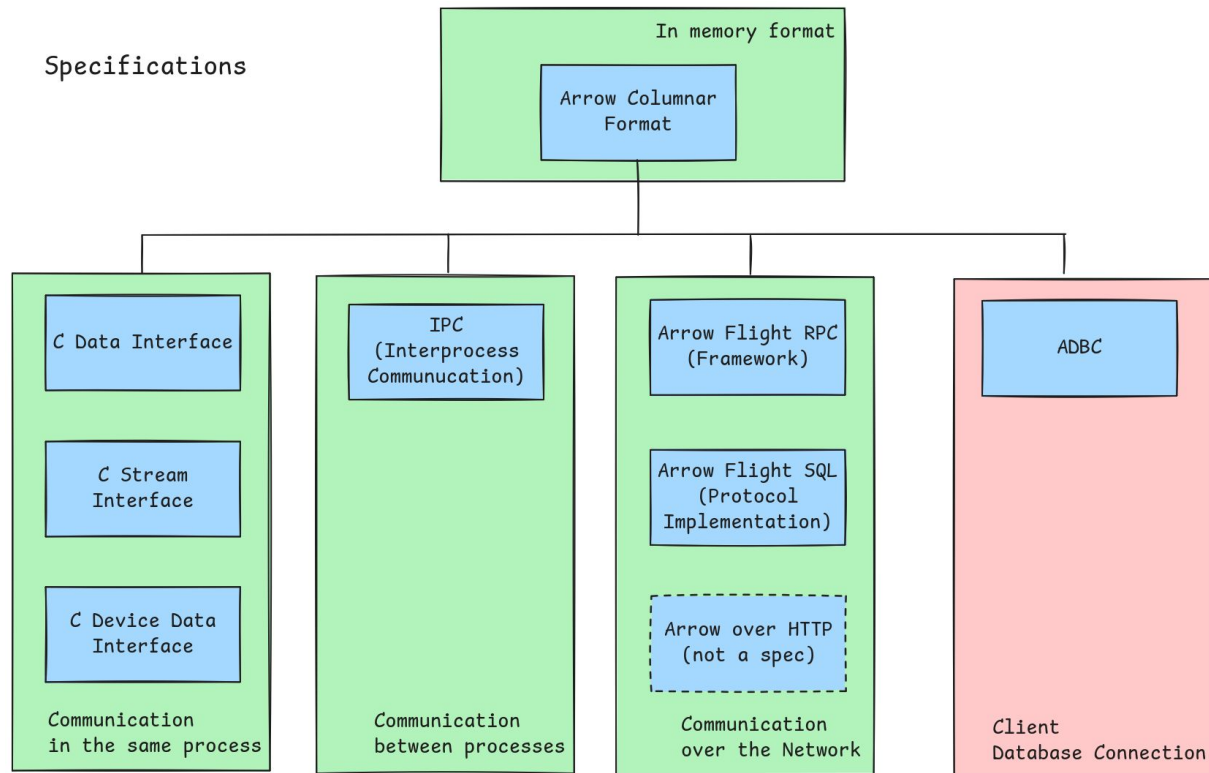 Specifications
In memory format
Arrow Columnar
Format
C Data Interface
C Stream
Interface
C Device Data
Interface
Communication
in the same process
IPC
(Interprocess
Communucation)
Communication
between processes
Arrow Flight RPC
(Framework)
Arrow Flight SQL
(Protocol
Implementation)
Arrow over HTTP
(not a spec)
Communication
over the Network
ADBC
Client
Database Connection